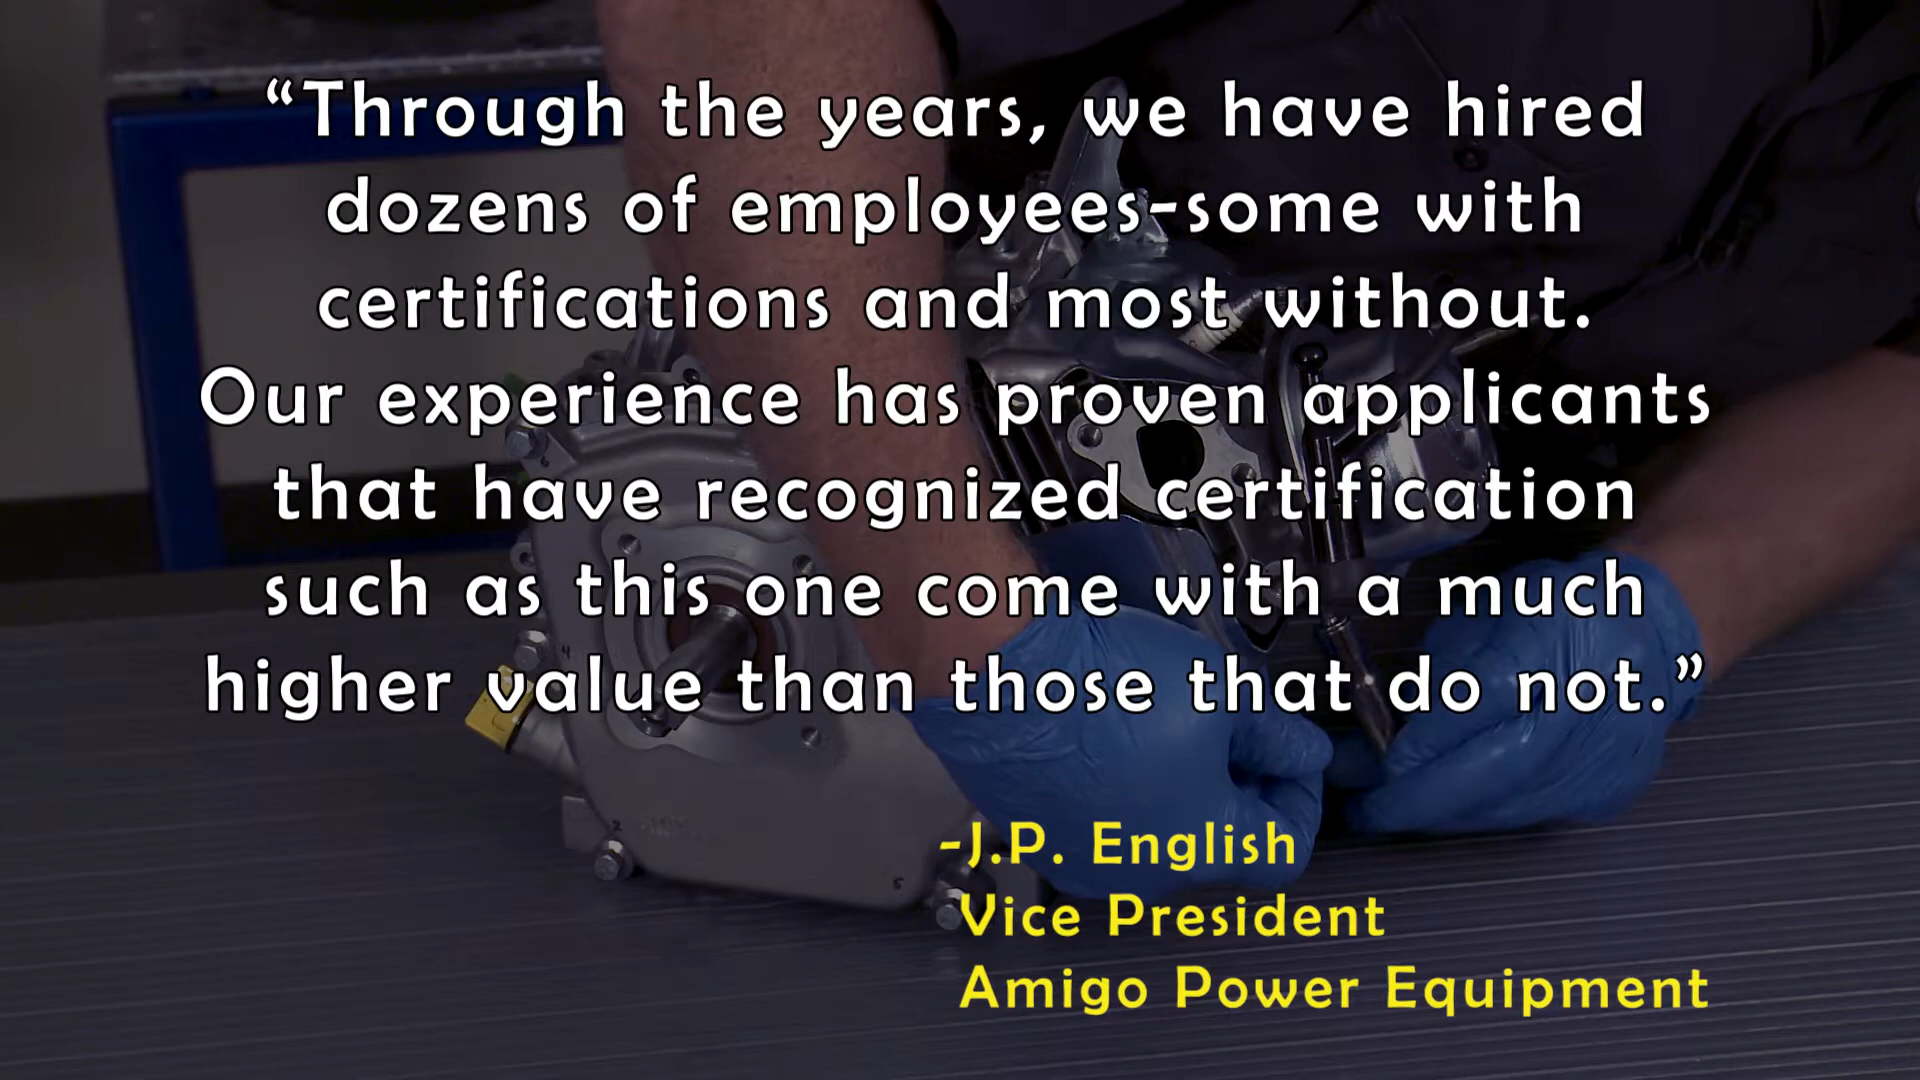 “Through the years, we have hired
dozens of employees-some with
certifications and most without.
Our experience has proven applicants
that have recognized certification
such as this one come with a much
higher value than those that do not.”
-J.P. English
Vice President
Amigo Power Equipment